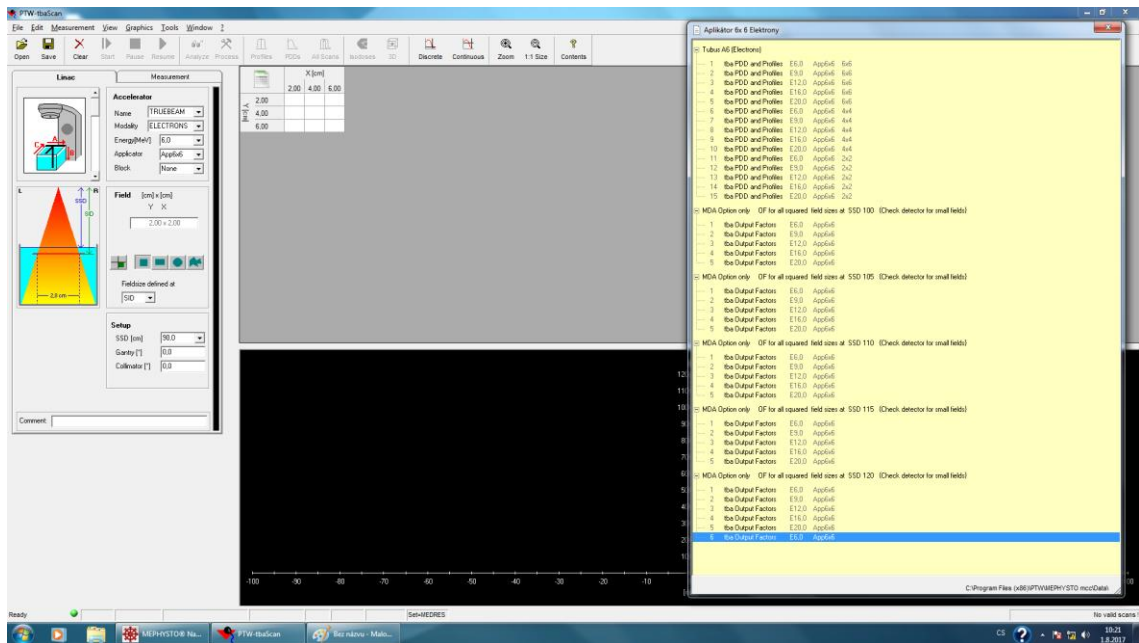 PTW-tbaScan
File Edit Measurement View Graphics Tools Window ?
Open Save Clear Start Pause Resume Analyze Process Profiles PDDs All Scans Isodoses 3D Discrete Continuous Zoom 1:1 Size Contents
Linac Measurement
Accelerator
Name TRUEBEAM
Modality ELECTRONS
Energy[MeV] 6,0
Applicator App6x6
Block None
Field [cm] x [cm]
Y X
2,00 x 2,00
Fieldsize defined at
SID
Setup
SSD [cm] 90.0
Gantry [°] 0,0
Collimator [°] 0,0
Comment
L R
SSD
SID
2,0 cm
X [cm]
2,00 4,00 6,00
Y [cm]
2,00
4,00
6,00
-100 -90 -80 -70 -60 -50 -40 -30 -20 -10
Aplikátor 6x 6 Elektrony
Tubus A6 (Electrons)
1 tba PDD and Profiles E6,0 App6x6 6x6
2 tba PDD and Profiles E9,0 App6x6 6x6
3 tba PDD and Profiles E12,0 App6x6 6x6
4 tba PDD and Profiles E16,0 App6x6 6x6
5 tba PDD and Profiles E20,0 App6x6 6x6
6 tba PDD and Profiles E6,0 App6x6 4x4
7 tba PDD and Profiles E9,0 App6x6 4x4
8 tba PDD and Profiles E12,0 App6x6 4x4
9 tba PDD and Profiles E16,0 App6x6 4x4
10 tba PDD and Profiles E20,0 App6x6 4x4
11 tba PDD and Profiles E6,0 App6x6 2x2
12 tba PDD and Profiles E9,0 App6x6 2x2
13 tba PDD and Profiles E12,0 App6x6 2x2
14 tba PDD and Profiles E16,0 App6x6 2x2
15 tba PDD and Profiles E20,0 App6x6 2x2
MDA Option only OF for all squared field sizes at SSD 100 (Check detector for small fields)
1 tba Output Factors E6,0 App6x6
2 tba Output Factors E9,0 App6x6
3 tba Output Factors E12,0 App6x6
4 tba Output Factors E16,0 App6x6
5 tba Output Factors E20,0 App6x6
MDA Option only OF for all squared field sizes at SSD 105 (Check detector for small fields)
1 tba Output Factors E6,0 App6x6
2 tba Output Factors E9,0 App6x6
3 tba Output Factors E12,0 App6x6
4 tba Output Factors E16,0 App6x6
5 tba Output Factors E20,0 App6x6
MDA Option only OF for all squared field sizes at SSD 110 (Check detector for small fields)
1 tba Output Factors E6,0 App6x6
2 tba Output Factors E9,0 App6x6
3 tba Output Factors E12,0 App6x6
4 tba Output Factors E16,0 App6x6
5 tba Output Factors E20,0 App6x6
MDA Option only OF for all squared field sizes at SSD 115 (Check detector for small fields)
1 tba Output Factors E6,0 App6x6
2 tba Output Factors E9,0 App6x6
3 tba Output Factors E12,0 App6x6
4 tba Output Factors E16,0 App6x6
5 tba Output Factors E20,0 App6x6
MDA Option only OF for all squared field sizes at SSD 120 (Check detector for small fields)
1 tba Output Factors E6,0 App6x6
2 tba Output Factors E9,0 App6x6
3 tba Output Factors E12,0 App6x6
4 tba Output Factors E16,0 App6x6
5 tba Output Factors E20,0 App6x6
6 tba Output Factors E6,0 App6x6
C:\Program Files (x86)\PTW\MEPHYSTO mcc\Data\
Ready Set=MEDRES No valid scans
MEPHYSTO® Na... PTW-tbaScan Bez názvu - Malo... CS 10:21
1.8.2017